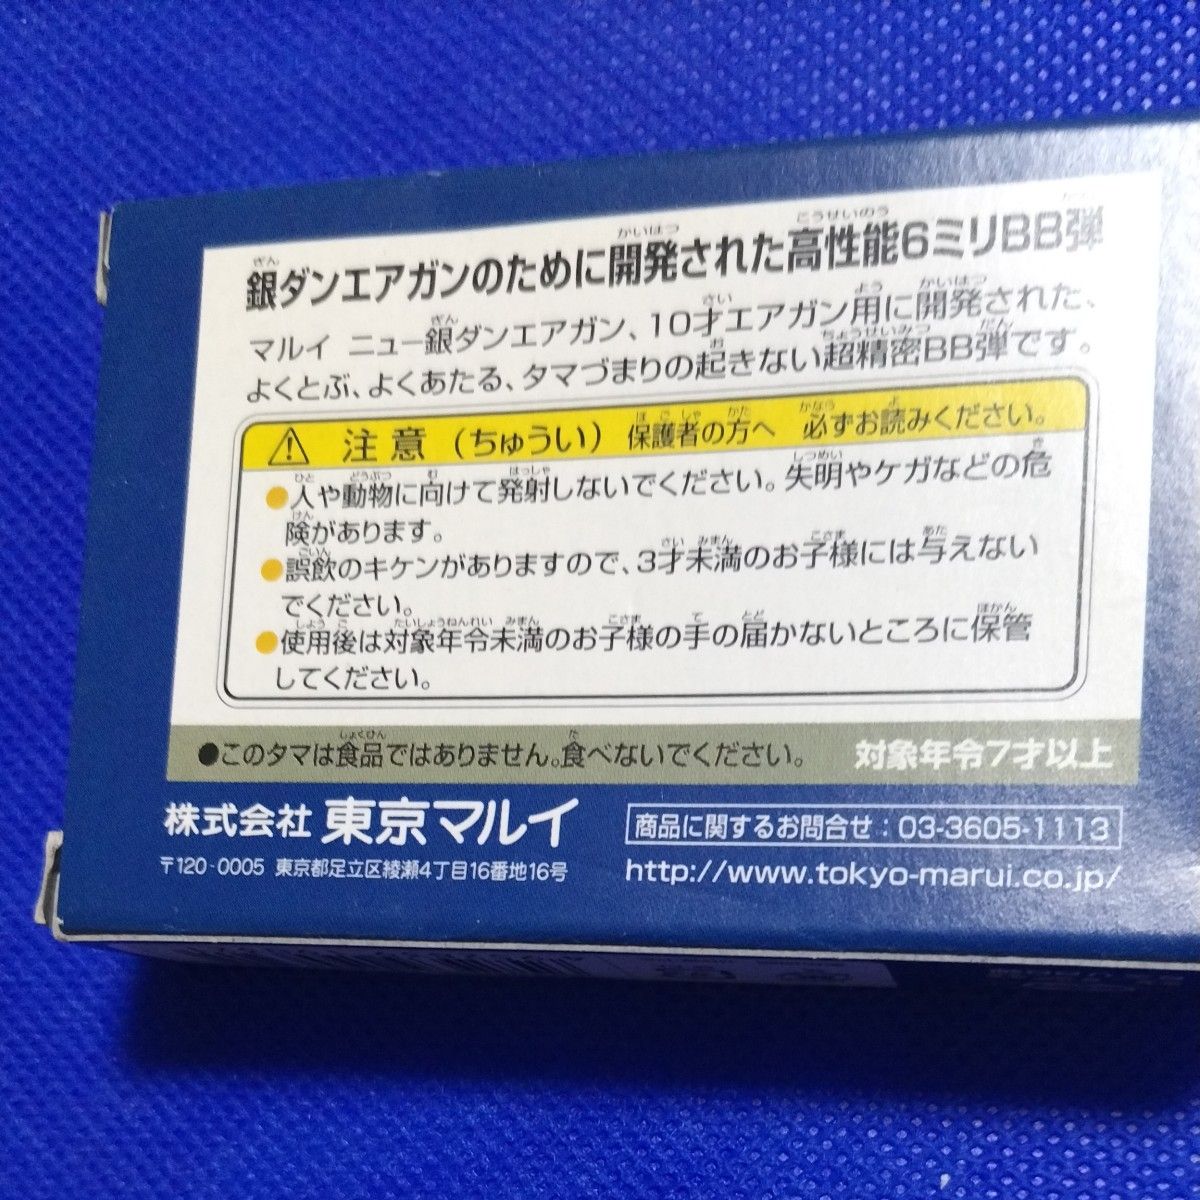 銀ダンエアガンのために開発された高性能6ミリBB弾
マルイ ニュー銀ダンエアガン、10才エアガン用に開発された、
よくとぶ、よくあたる、タマづまりの起きない超精密BB弾です。
注意（ちゅうい） 保護者の方へ 必ずお読みください。
●人や動物に向けて発射しないでください。失明やケガなどの危
険があります。
●誤飲のキケンがありますので、3才未満のお子様には与えない
でください。
●使用後は対象年令未満のお子様の手の届かないところに保管
してください。
●このタマは食品ではありません。食べないでください。 対象年令7才以上
株式会社 東京マルイ
〒120-0005 東京都足立区綾瀬4丁目16番地16号
商品に関するお問合せ：03-3605-1113
http://www.tokyo-marui.co.jp/